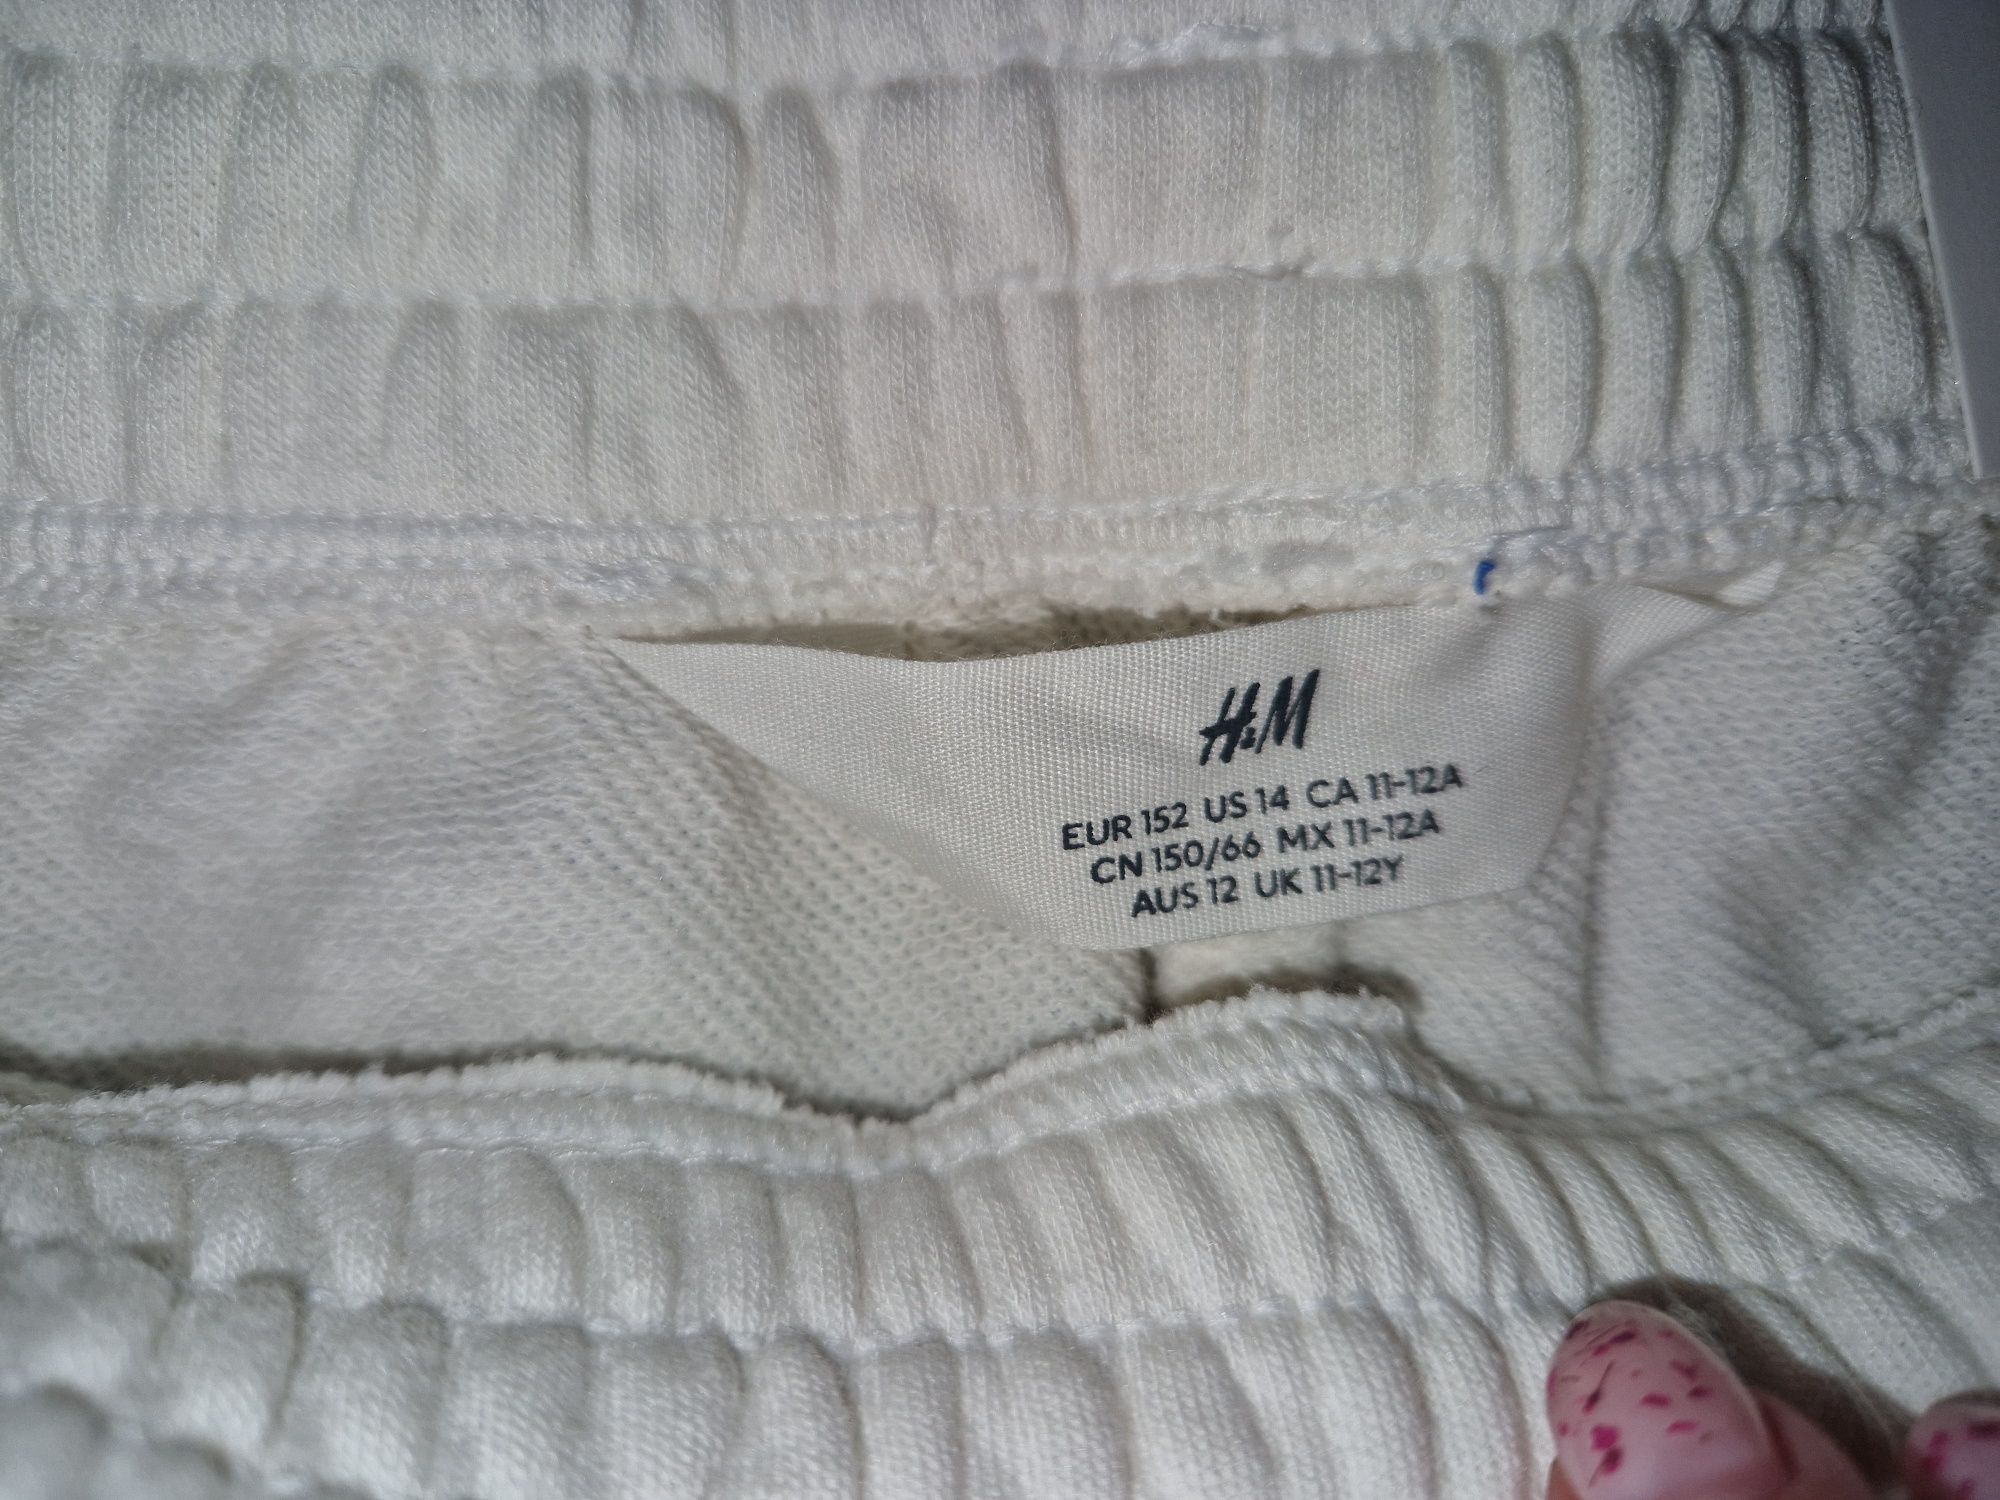 H&M
EUR 152 US 14 CA 11-12A
CN 150/66 MX 11-12A
AUS 12 UK 11-12Y